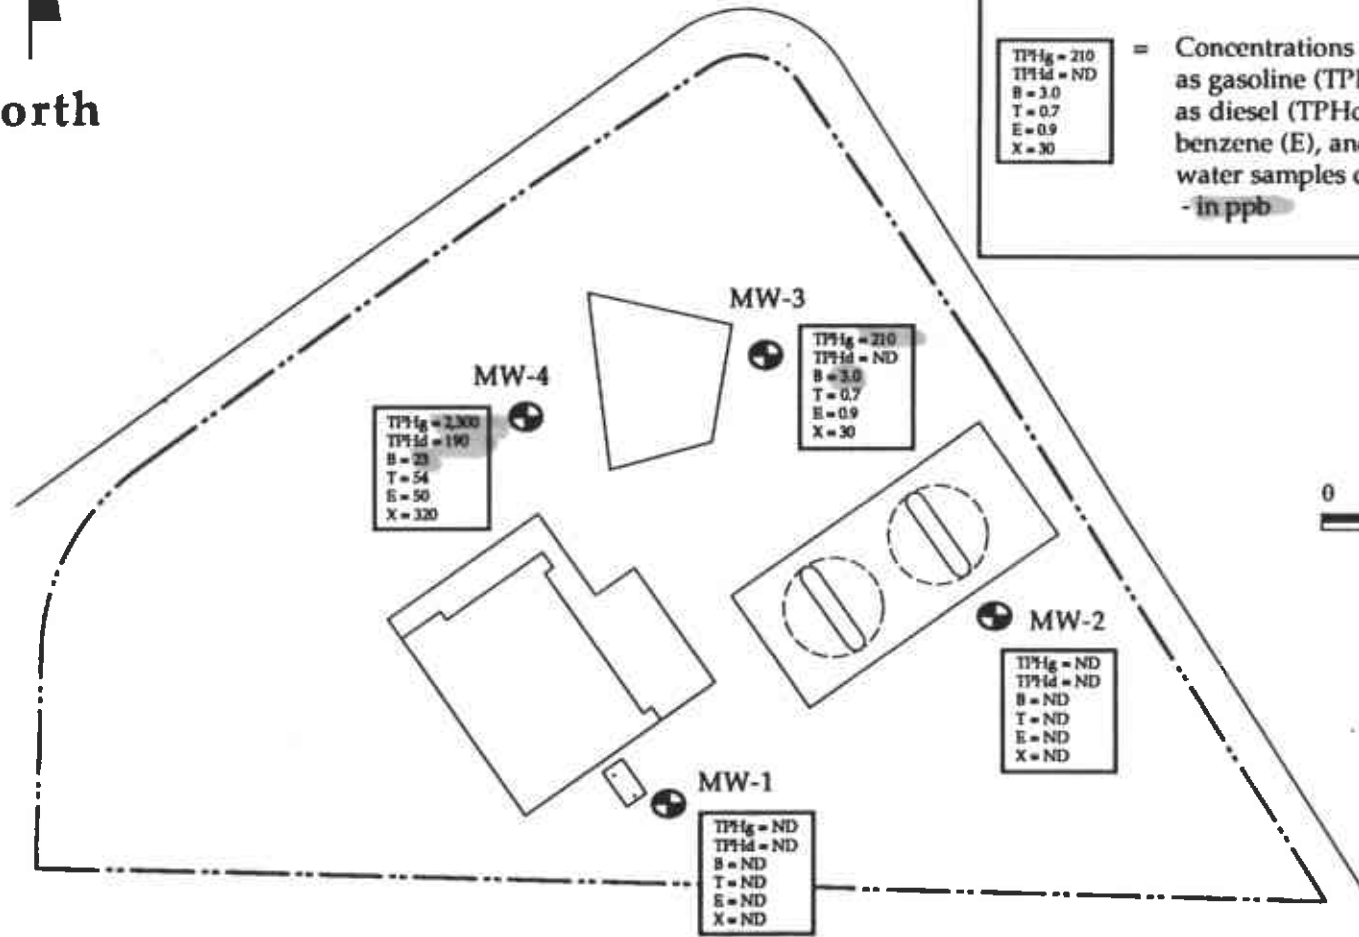 orth
TPHg = 210
TPHd = ND
B = 3.0
T = 0.7
E = 0.9
X = 30
= Concentrations
as gasoline (TPH
as diesel (TPHd
benzene (E), and
water samples c
- in ppb
MW-3
TPHg = 210
TPHd = ND
B = 3.0
T = 0.7
E = 0.9
X = 30
MW-4
TPHg = 2,300
TPHd = 190
B = 23
T = 54
E = 50
X = 320
0
MW-2
TPHg = ND
TPHd = ND
B = ND
T = ND
E = ND
X = ND
MW-1
TPHg = ND
TPHd = ND
B = ND
T = ND
E = ND
X = ND